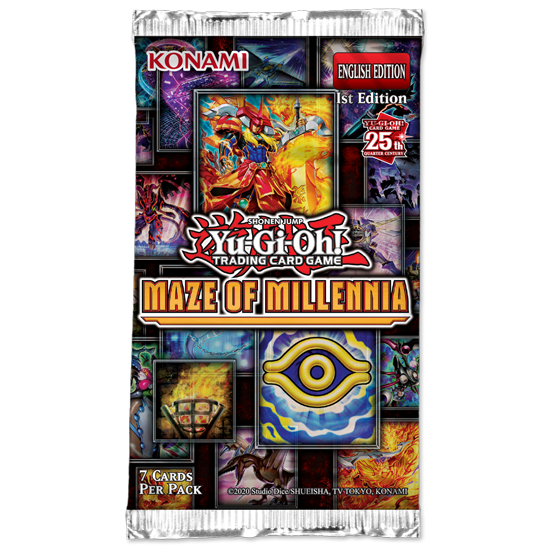 KONAMI
ENGLISH EDITION
1st Edition
YU-GI-OH!
CARD GAME
25th
QUARTER CENTURY
SHONEN JUMP
Yu-Gi-Oh!
TRADING CARD GAME
MAZE OF MILLENNIA
7 CARDS
PER PACK
©2020 Studio Dice/SHUEISHA, TV TOKYO, KONAMI